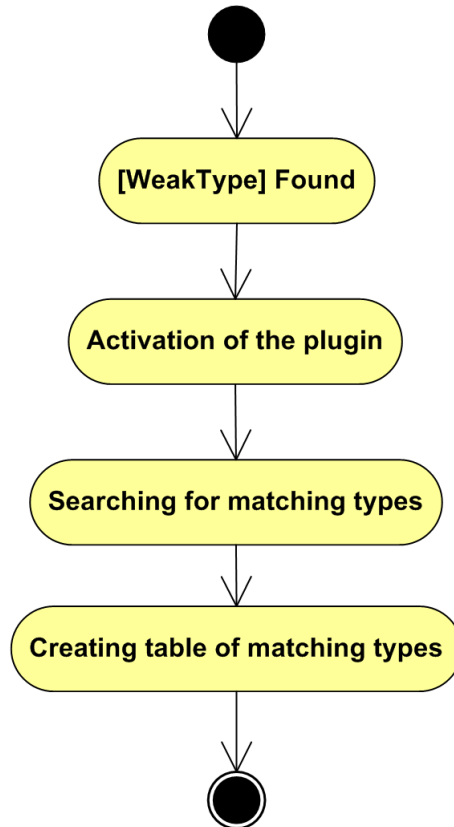 [WeakType] Found
Activation of the plugin
Searching for matching types
Creating table of matching types